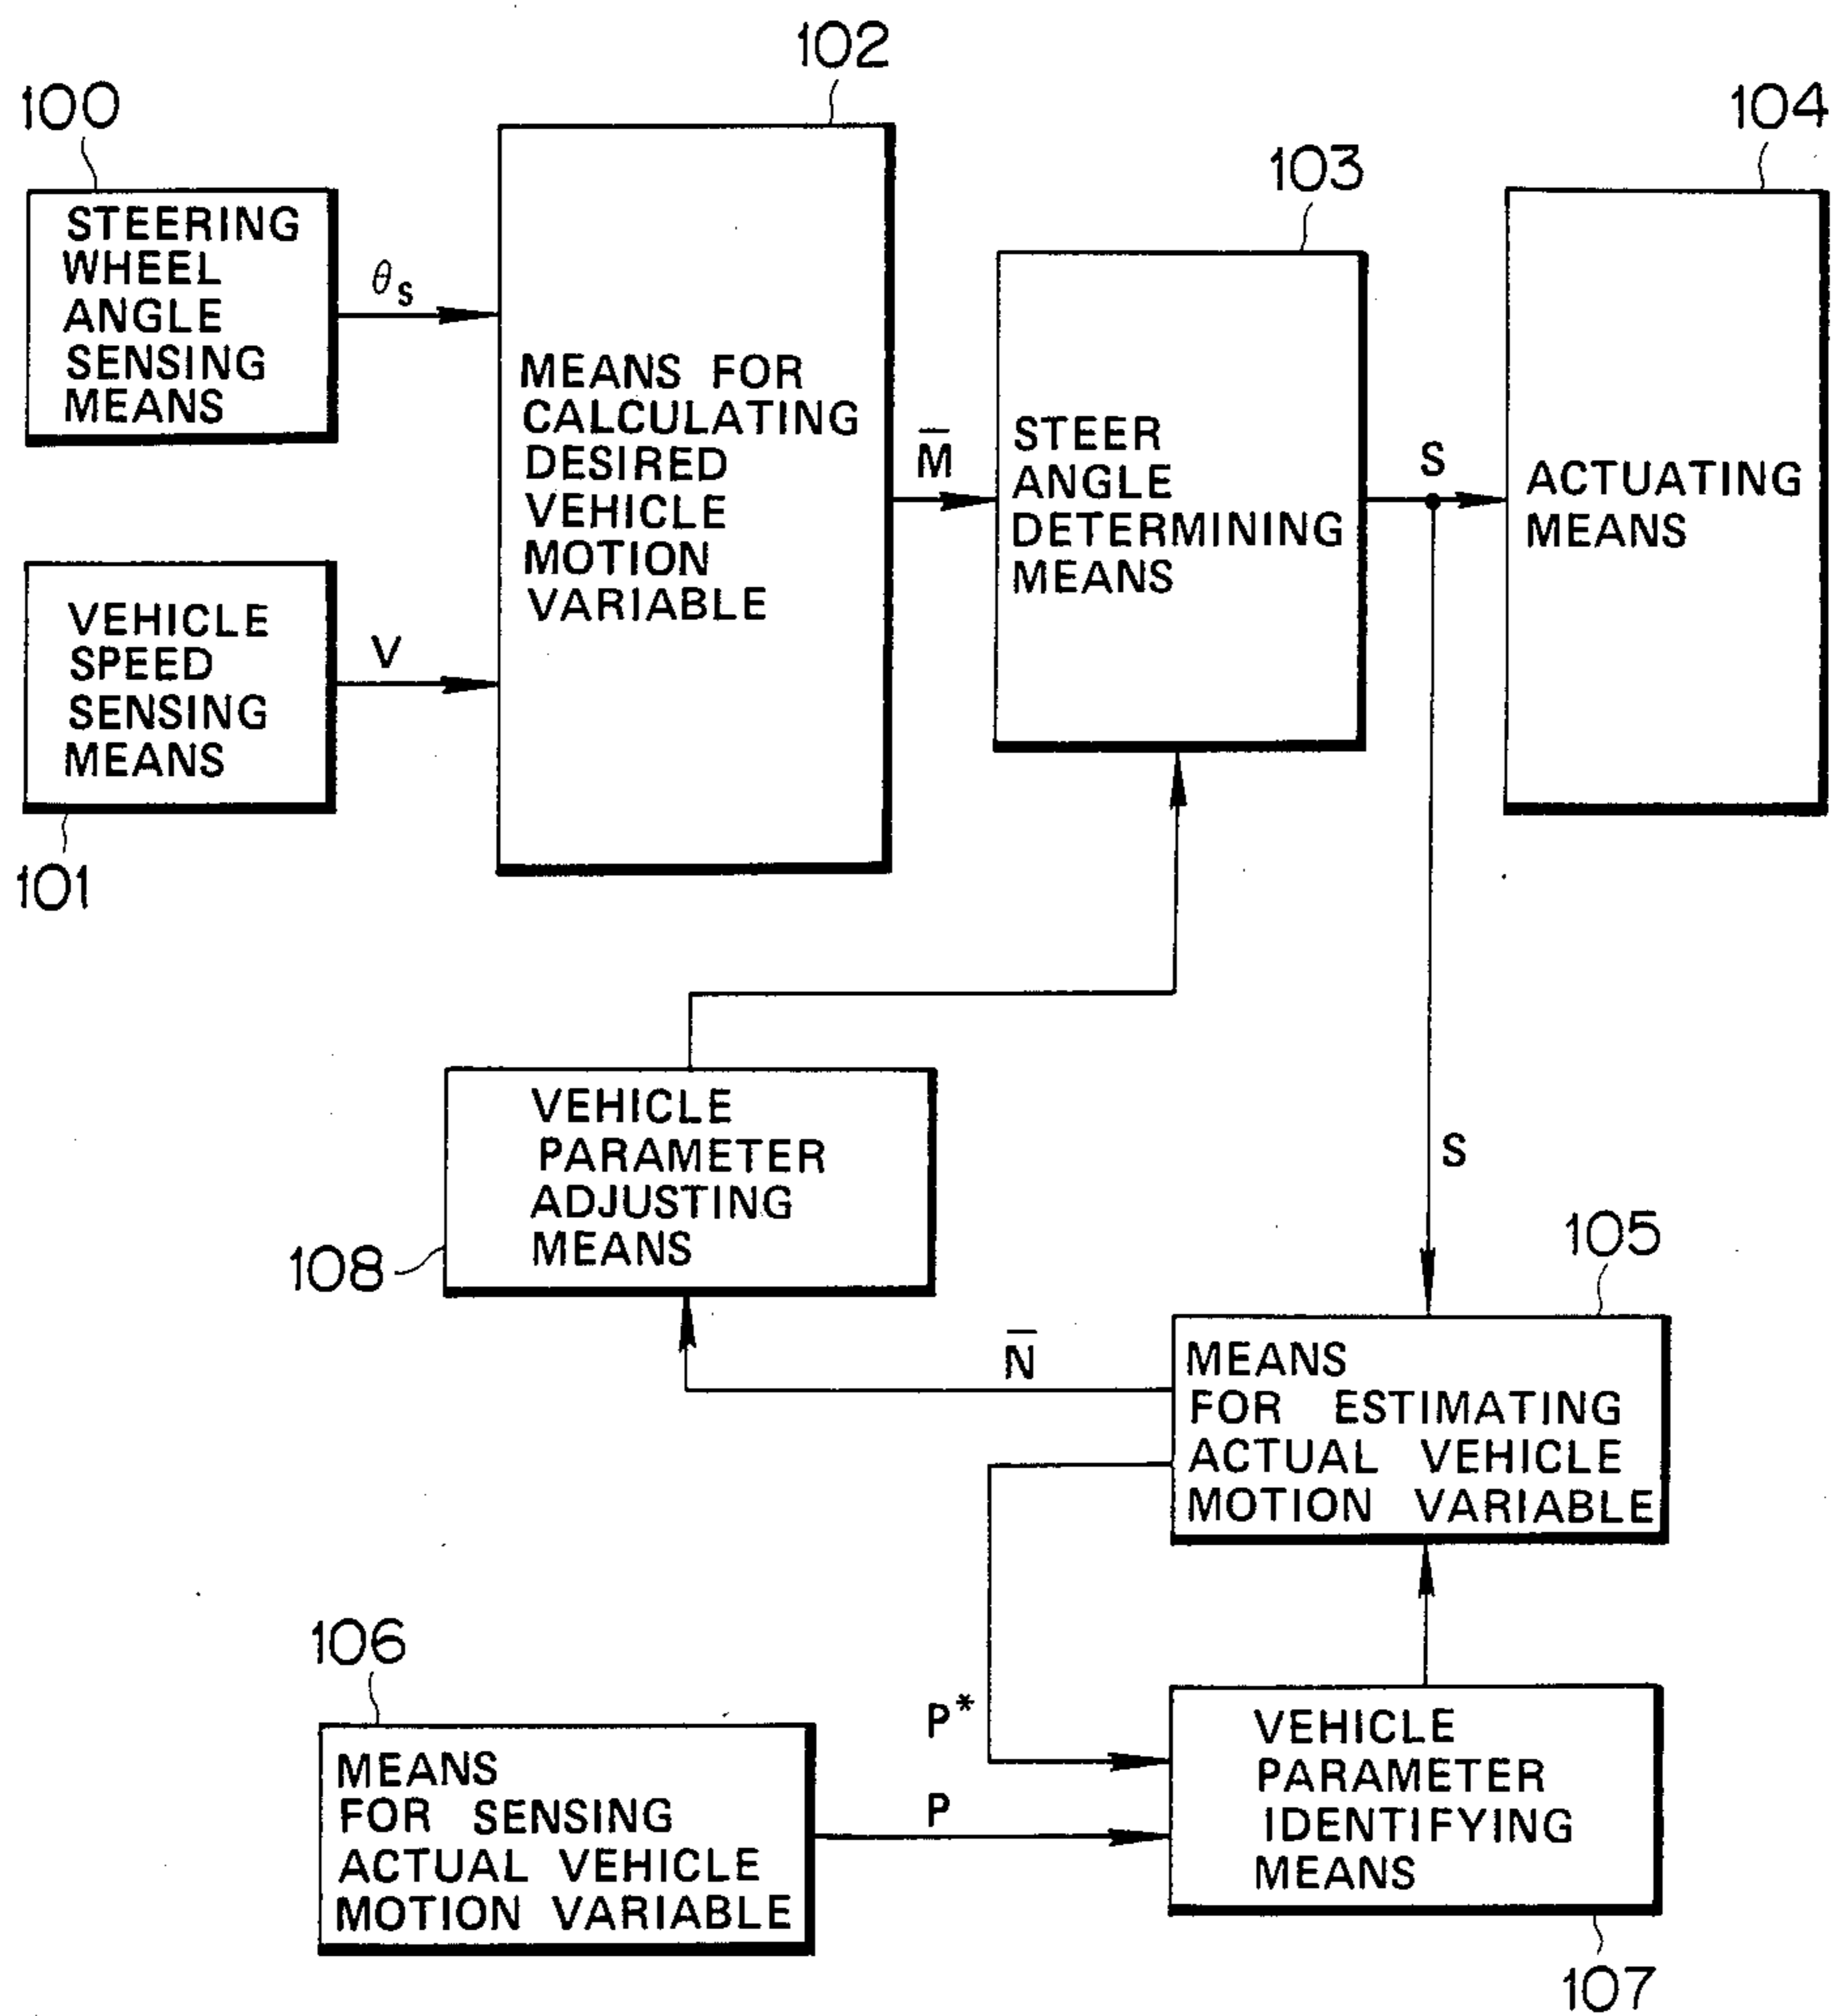 102
100
104
103
STEERING
WHEEL
ANGLE
SENSING
MEANS
θs
MEANS FOR
CALCULATING
DESIRED
VEHICLE
MOTION
VARIABLE
M̅
STEER
ANGLE
DETERMINING
MEANS
S
ACTUATING
MEANS
VEHICLE
SPEED
SENSING
MEANS
V
101
VEHICLE
PARAMETER
ADJUSTING
MEANS
108
S
105
N̅
MEANS
FOR ESTIMATING
ACTUAL VEHICLE
MOTION VARIABLE
106
P*
MEANS
FOR SENSING
ACTUAL VEHICLE
MOTION VARIABLE
P
VEHICLE
PARAMETER
IDENTIFYING
MEANS
107